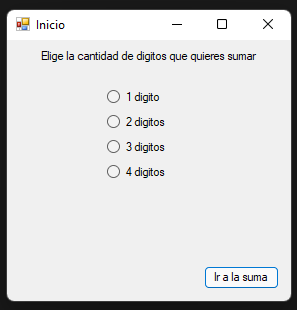 Inicio
Elige la cantidad de digitos que quieres sumar
1 digito
2 digitos
3 digitos
4 digitos
Ir a la suma